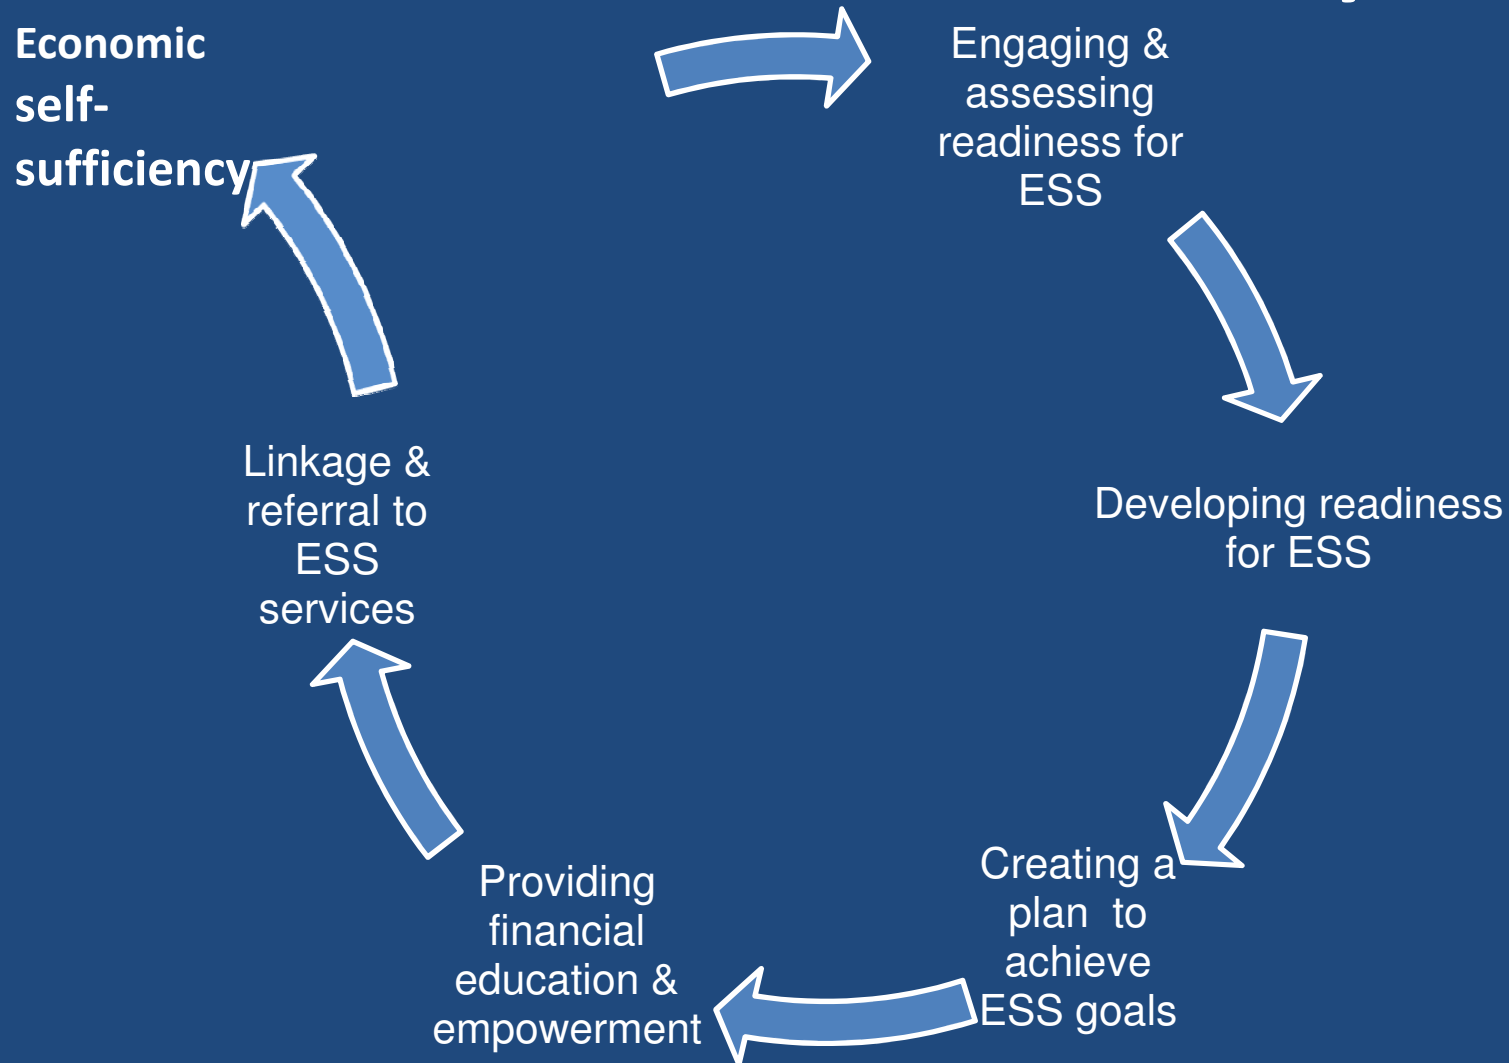 Economic
self-
sufficiency
Engaging &
assessing
readiness for
ESS
Developing readiness
for ESS
Creating a
plan  to
achieve
ESS goals
Providing
financial
education &
empowerment
Linkage &
referral to
ESS
services